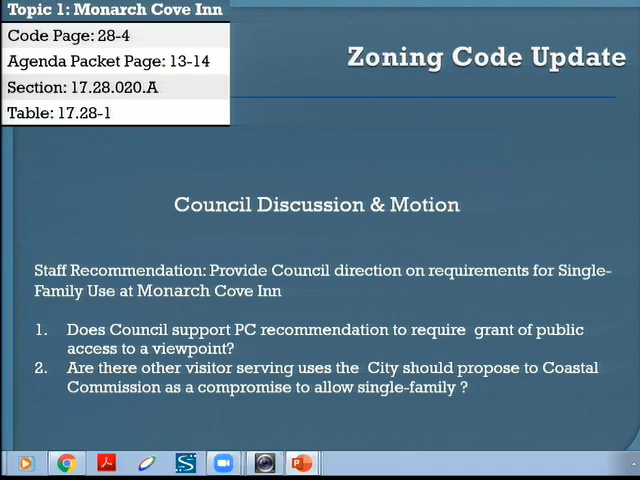 Topic 1: Monarch Cove Inn
Code Page: 28-4
Agenda Packet Page: 13-14
Section: 17.28.020.A
Table: 17.28-1
Zoning Code Update
Council Discussion & Motion
Staff Recommendation: Provide Council direction on requirements for Single-
Family Use at Monarch Cove Inn
1. Does Council support PC recommendation to require grant of public
access to a viewpoint?
2. Are there other visitor serving uses the City should propose to Coastal
Commission as a compromise to allow single-family ?